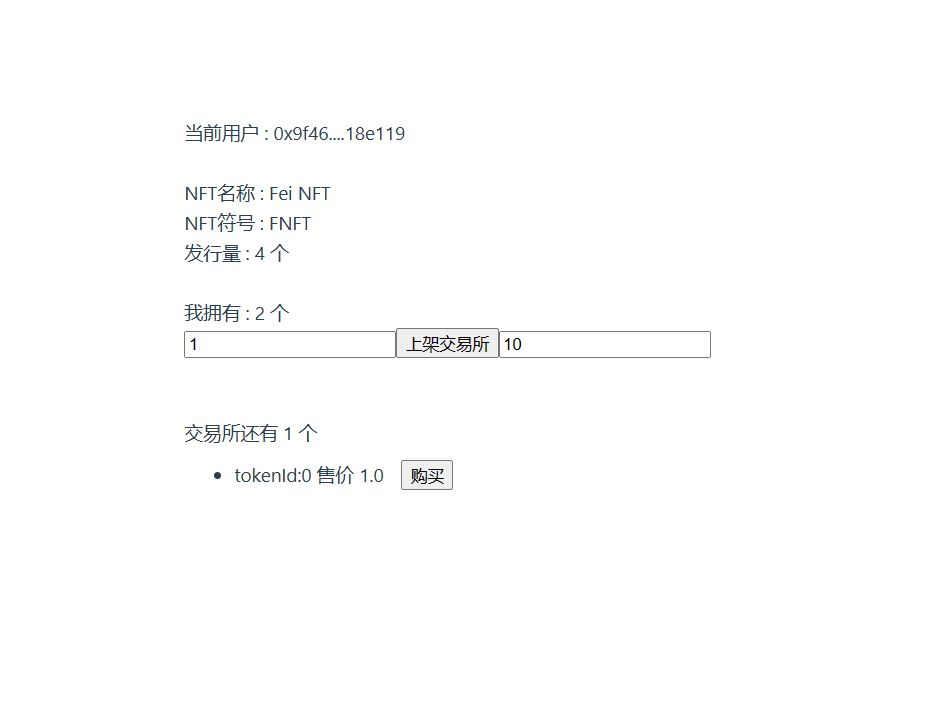 当前用户 : 0x9f46....18e119
NFT名称 : Fei NFT
NFT符号 : FNFT
发行量 : 4 个
我拥有 : 2 个
1 上架交易所 10
交易所还有 1 个
tokenId:0 售价 1.0 购买